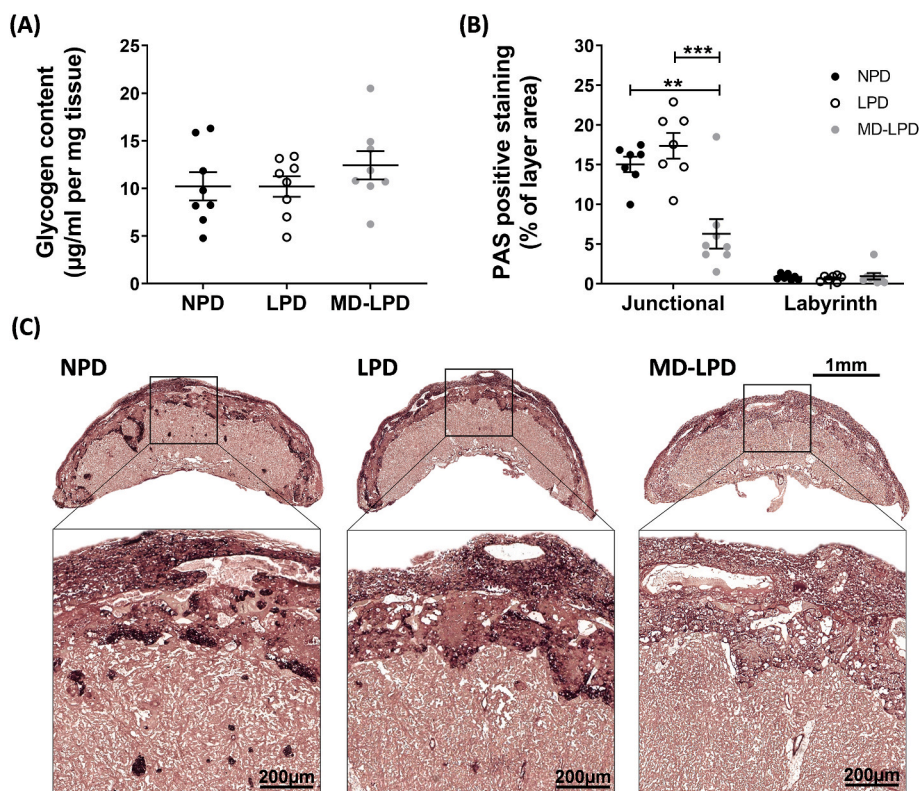 (A)
Glycogen content
(µg/ml per mg tissue)
25
20
15
10
5
0
NPD LPD MD-LPD
(B)
PAS positive staining
(% of layer area)
30
25
20
15
10
5
0
***
**
NPD
LPD
MD-LPD
Junctional Labyrinth
(C)
NPD LPD MD-LPD 1mm
200µm 200µm 200µm